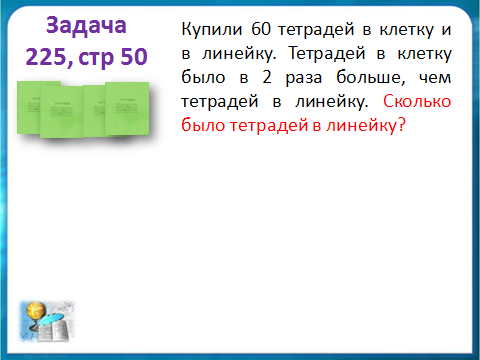 Задача
225, стр 50
Купили 60 тетрадей в клетку и
в линейку. Тетрадей в клетку
было в 2 раза больше, чем
тетрадей в линейку. Сколько
было тетрадей в линейку?